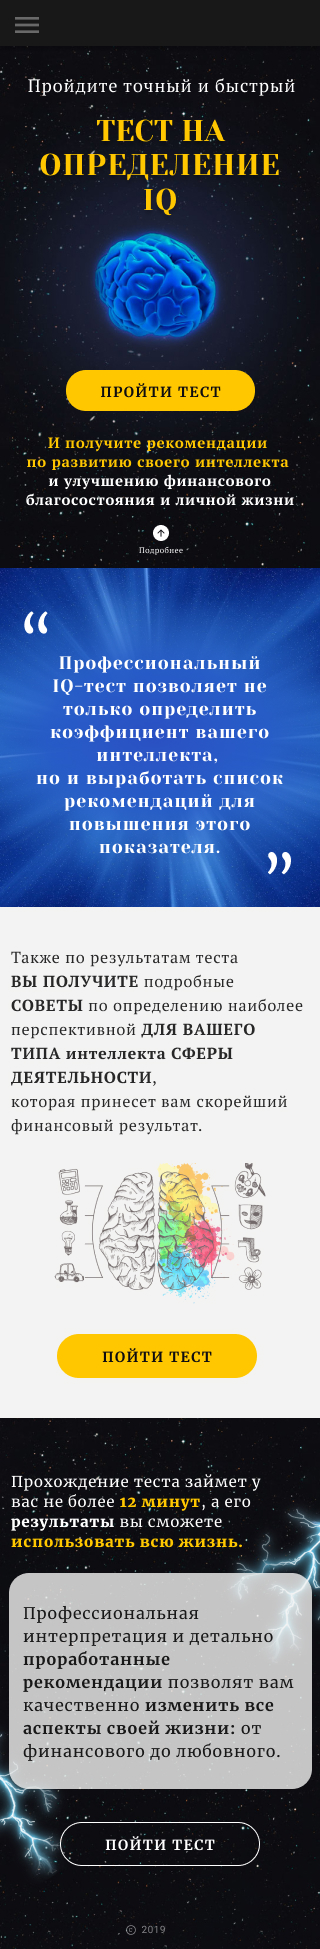 Пройдите точный и быстрый
ТЕСТ НА
ОПРЕДЕЛЕНИЕ
IQ
ПРОЙТИ ТЕСТ
И получите рекомендации
по развитию своего интеллекта
и улучшению финансового
благосостояния и личной жизни
Подробнее
“
Профессиональный
IQ-тест позволяет не
только определить
коэффициент вашего
интеллекта,
но и выработать список
рекомендаций для
повышения этого
показателя.
”
Также по результатам теста
ВЫ ПОЛУЧИТЕ подробные
СОВЕТЫ по определению наиболее
перспективной ДЛЯ ВАШЕГО
ТИПА интеллекта СФЕРЫ
ДЕЯТЕЛЬНОСТИ,
которая принесет вам скорейший
финансовый результат.
ПОЙТИ ТЕСТ
Прохождение теста займет у
вас не более 12 минут, а его
результаты вы сможете
использовать всю жизнь.
Профессиональная
интерпретация и детально
проработанные
рекомендации позволят вам
качественно изменить все
аспекты своей жизни: от
финансового до любовного.
ПОЙТИ ТЕСТ
© 2019